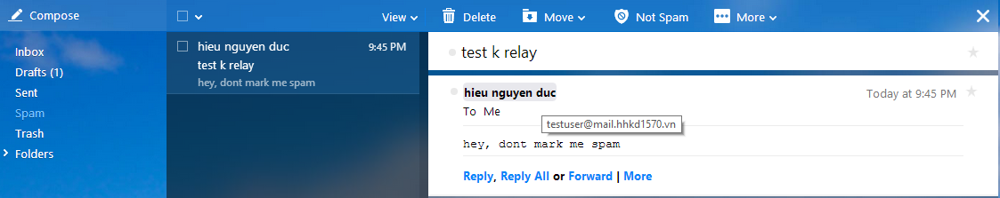 Compose
Inbox
Drafts (1)
Sent
Spam
Trash
Folders
View
hieu nguyen duc 9:45 PM
test k relay
hey, dont mark me spam
Delete Move Not Spam More
test k relay
hieu nguyen duc Today at 9:45 PM
To Me
testuser@mail.hhkd1570.vn
hey, dont mark me spam
Reply, Reply All or Forward | More